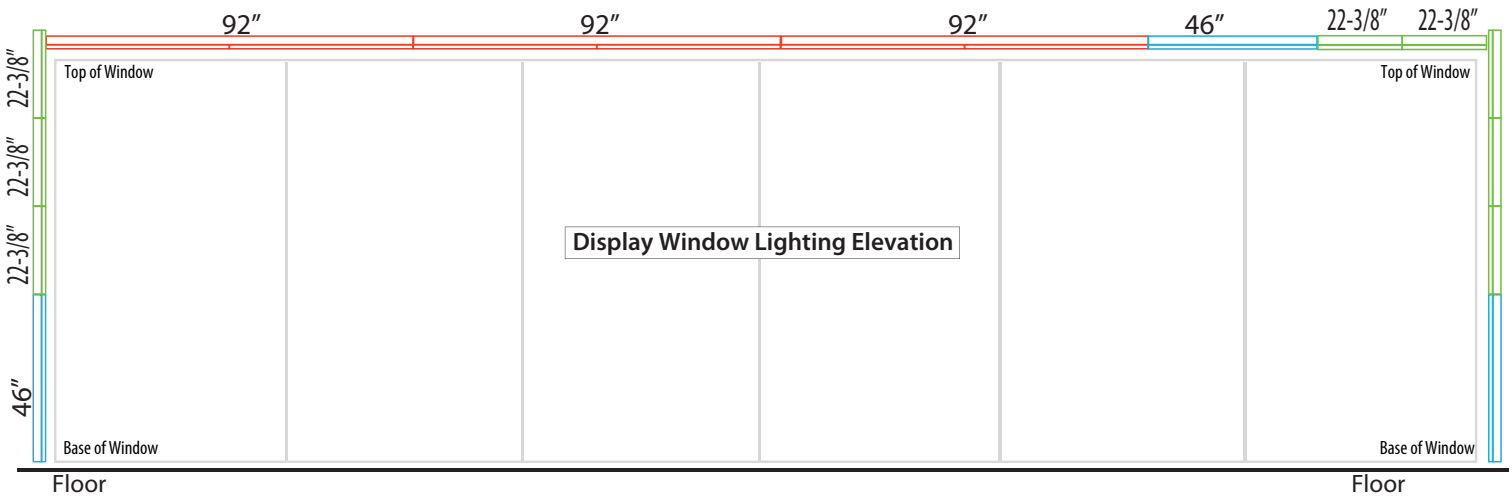 92” 92” 92” 46” 22-3/8” 22-3/8”
22-3/8”
22-3/8”
22-3/8”
46”
Top of Window Top of Window
Display Window Lighting Elevation
Base of Window Base of Window
Floor Floor